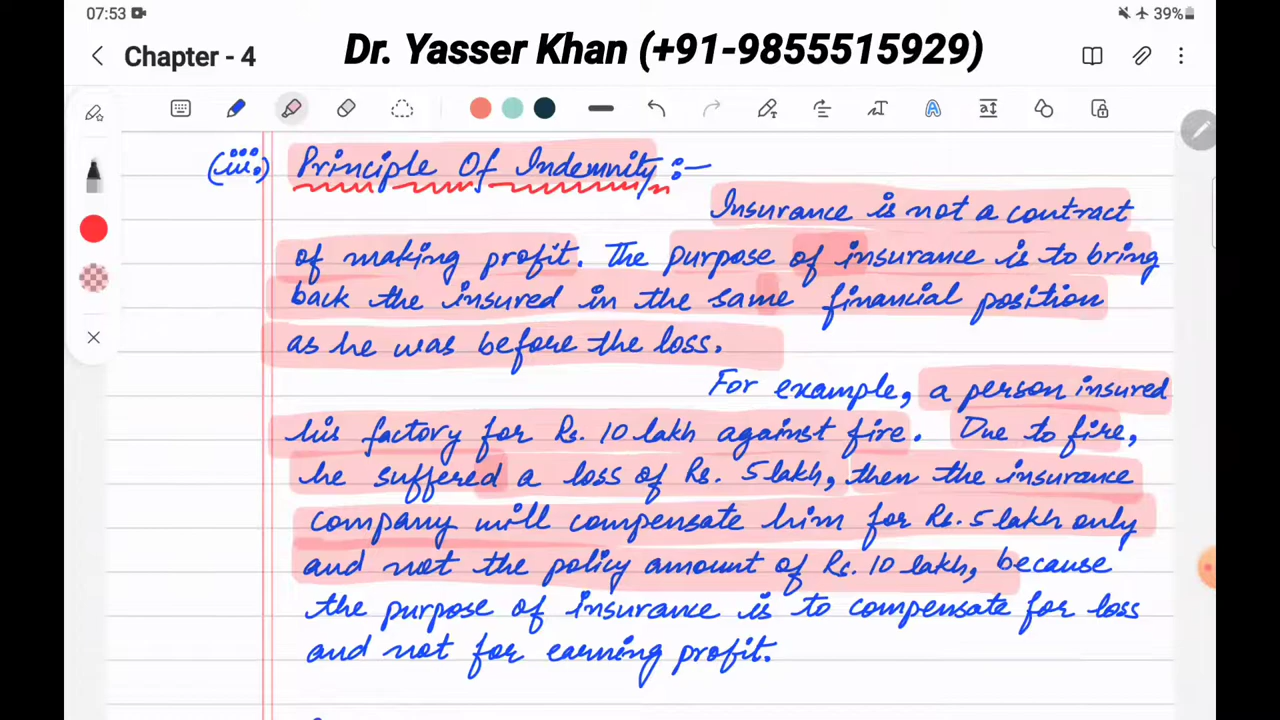 07:53
39%
Chapter - 4
Dr. Yasser Khan (+91-9855515929)
(iii.) Principle Of Indemnity :-
Insurance is not a contract
of making profit. The purpose of insurance is to bring
back the insured in the same financial position
as he was before the loss.
For example, a person insured
his factory for Rs. 10 lakh against fire. Due to fire,
he suffered a loss of Rs. 5 lakh, then the insurance
company will compensate him for Rs. 5 lakh only
and not the policy amount of Rs. 10 lakh, because
the purpose of insurance is to compensate for loss
and not for earning profit.